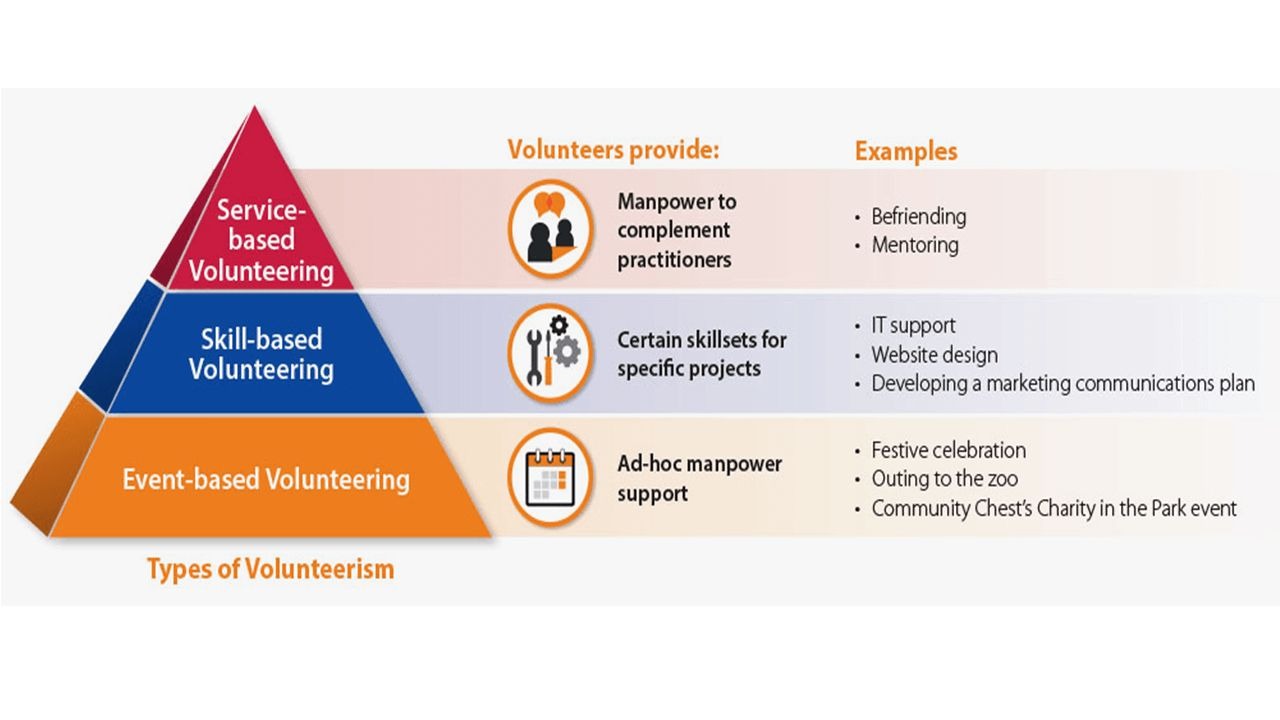 Volunteers provide:
Examples
Service-
based
Volunteering
Manpower to
complement
practitioners
• Befriending
• Mentoring
Skill-based
Volunteering
Certain skillsets for
specific projects
• IT support
• Website design
• Developing a marketing communications plan
Event-based Volunteering
Ad-hoc manpower
support
• Festive celebration
• Outing to the zoo
• Community Chest's Charity in the Park event
Types of Volunteerism